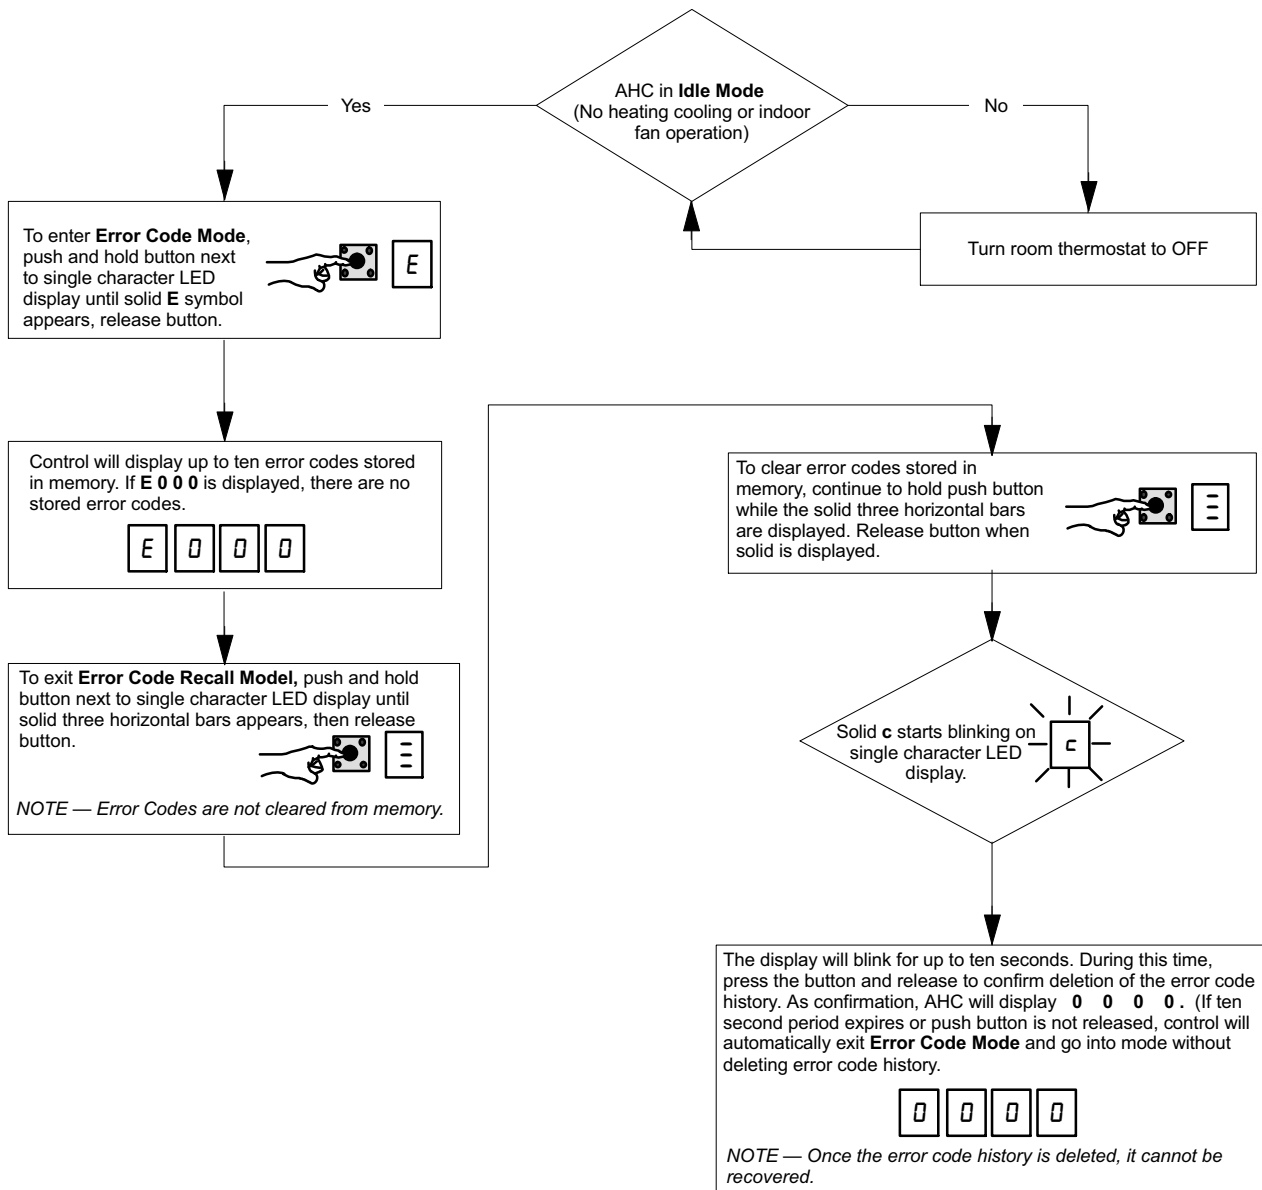 AHC in Idle Mode
(No heating cooling or indoor
fan operation)
Yes
No
To enter Error Code Mode,
push and hold button next
to single character LED
display until solid E symbol
appears, release button.
E
Turn room thermostat to OFF
Control will display up to ten error codes stored
in memory. If E 0 0 0 is displayed, there are no
stored error codes.
E 0 0 0
To exit Error Code Recall Model, push and hold
button next to single character LED display until
solid three horizontal bars appears, then release
button.
NOTE — Error Codes are not cleared from memory.
To clear error codes stored in
memory, continue to hold push button
while the solid three horizontal bars
are displayed. Release button when
solid is displayed.
Solid c starts blinking on
single character LED
display.
c
The display will blink for up to ten seconds. During this time,
press the button and release to confirm deletion of the error code
history. As confirmation, AHC will display 0 0 0 0 . (If ten
second period expires or push button is not released, control will
automatically exit Error Code Mode and go into mode without
deleting error code history.
0 0 0 0
NOTE — Once the error code history is deleted, it cannot be
recovered.